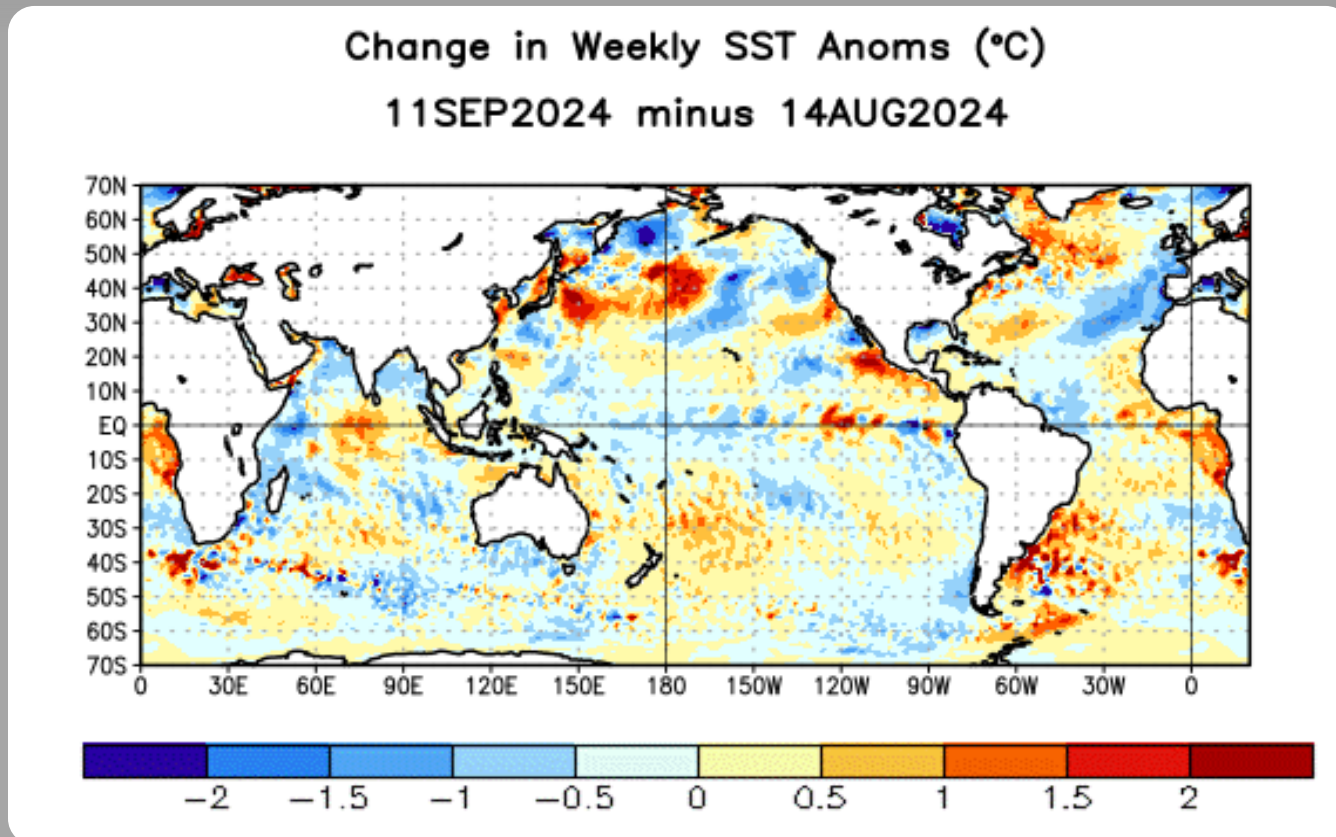 Change in Weekly SST Anoms (°C)
11SEP2024 minus 14AUG2024
70N
60N
50N
40N
30N
20N
10N
EQ
10S
20S
30S
40S
50S
60S
70S
0 30E 60E 90E 120E 150E 180 150W 120W 90W 60W 30W 0
−2 −1.5 −1 −0.5 0 0.5 1 1.5 2